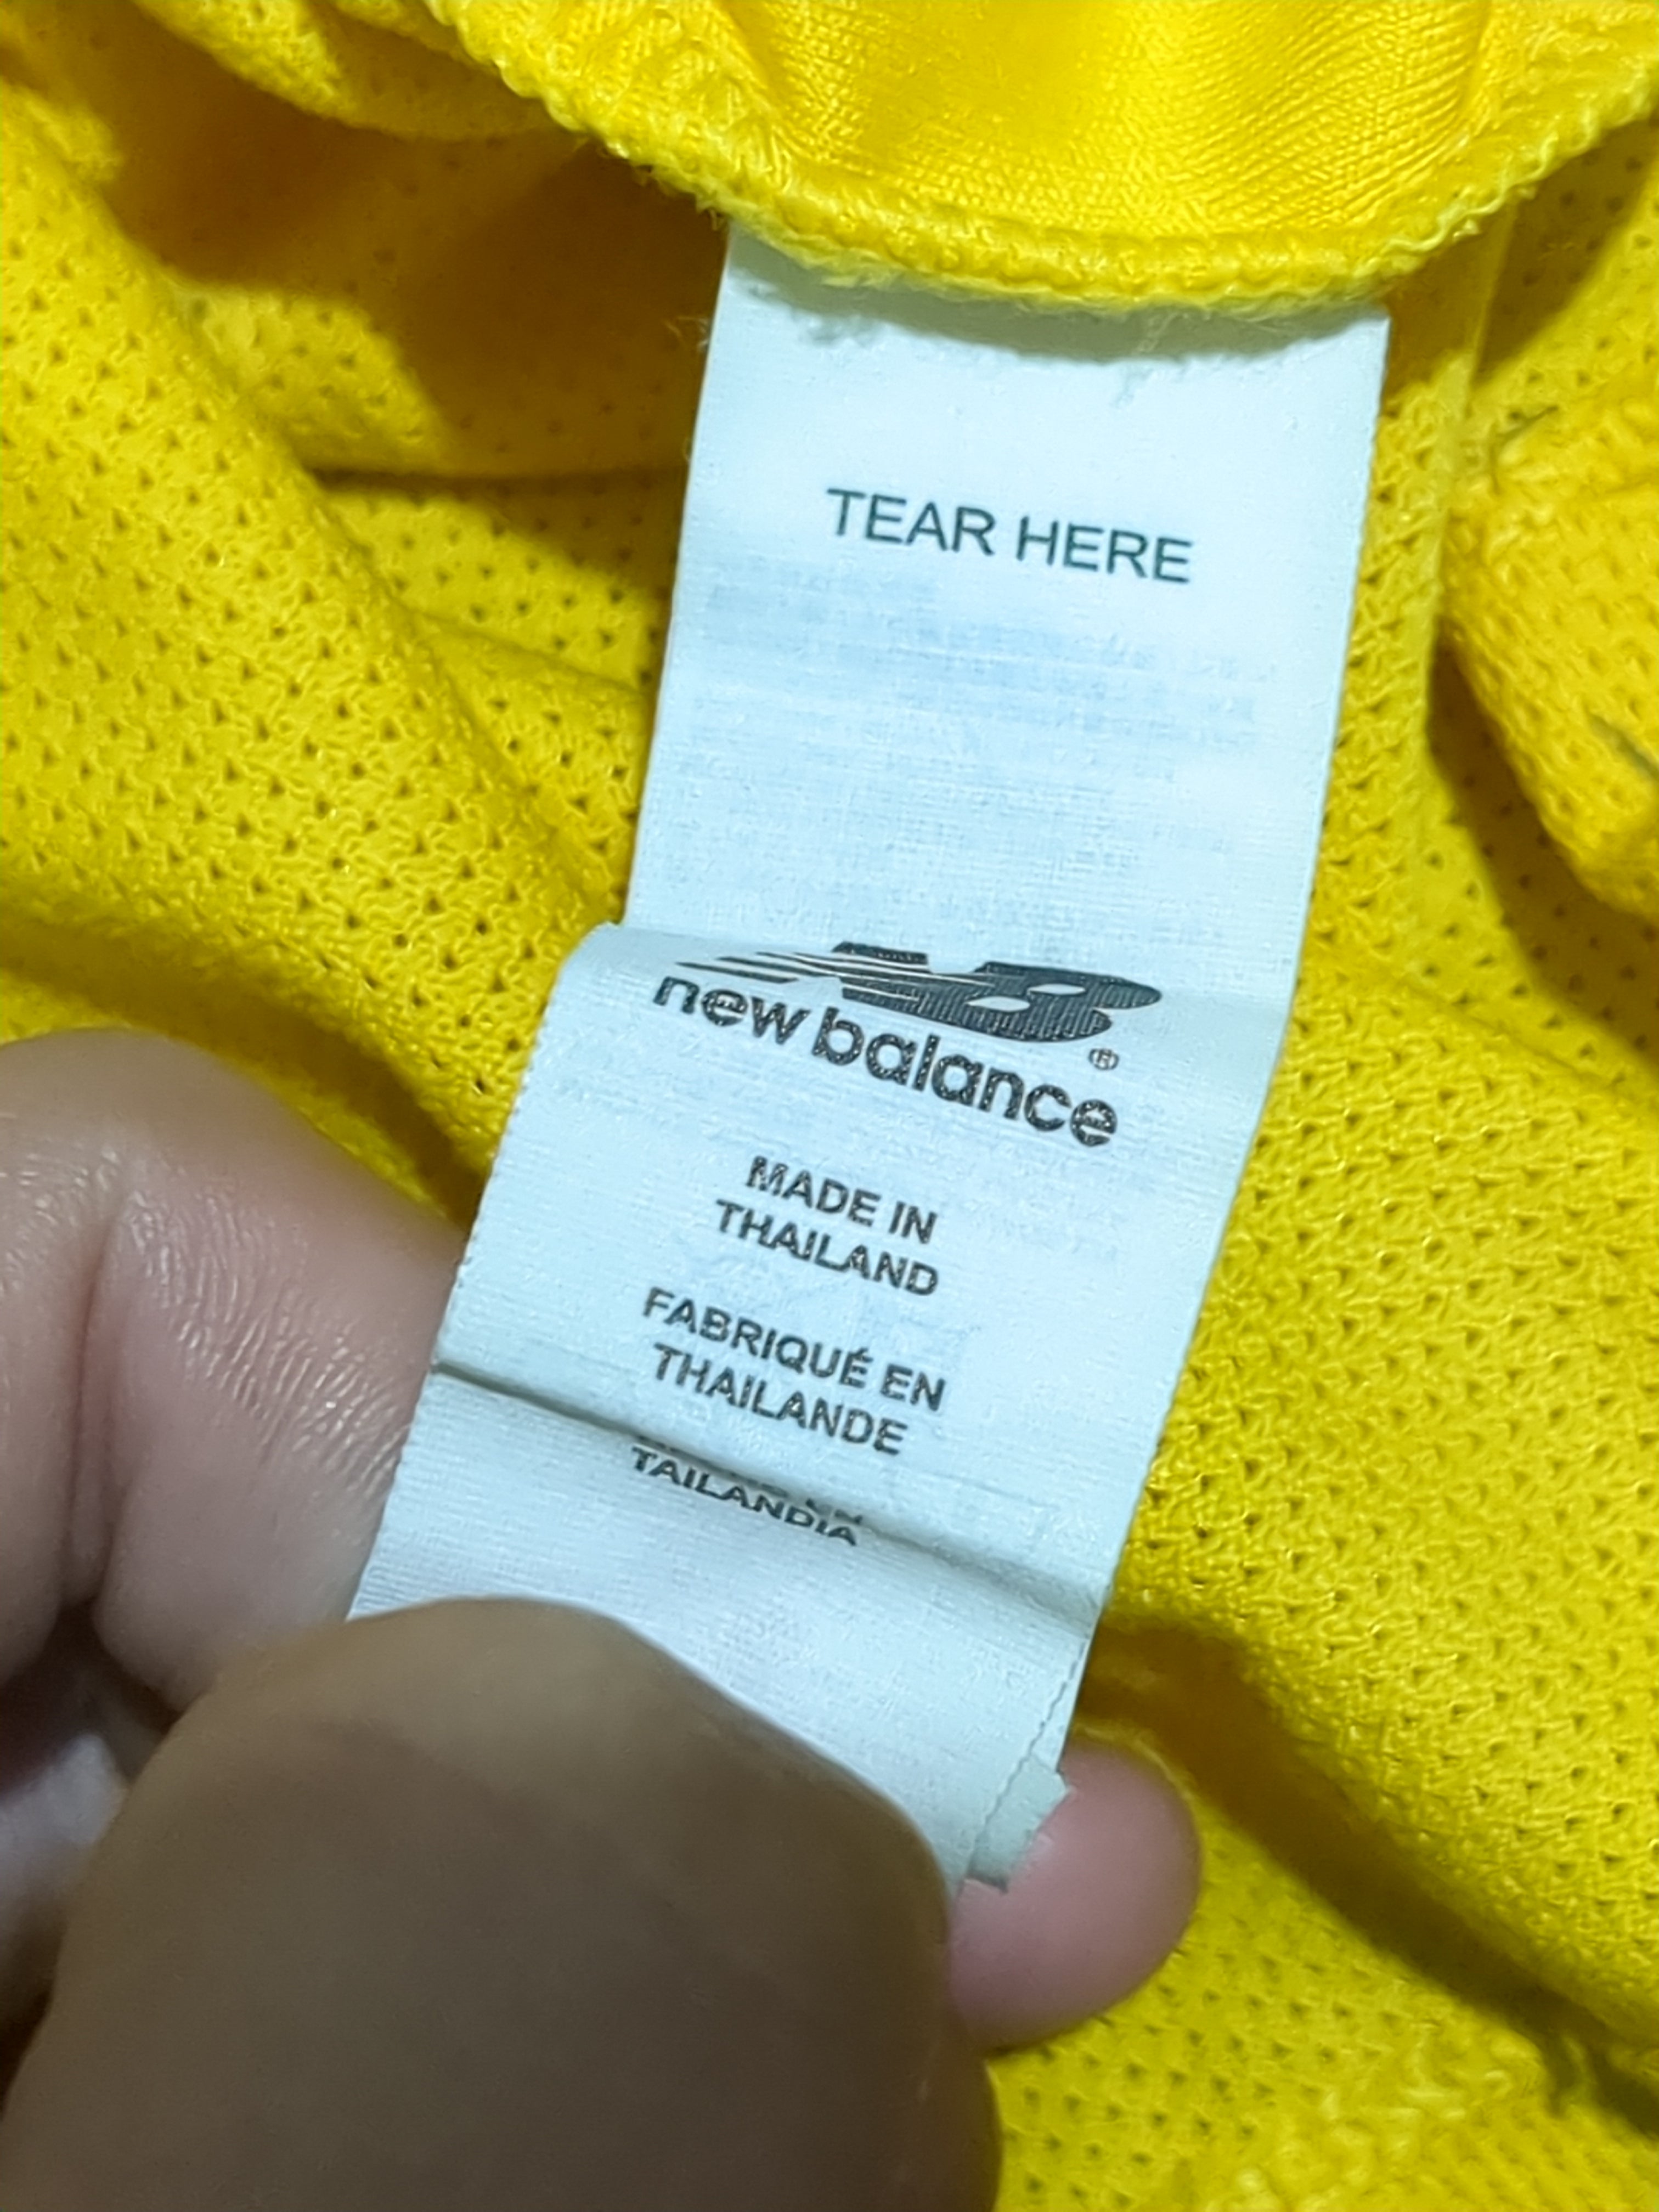 TEAR HERE
new balance
MADE IN
THAILAND
FABRIQUÉ EN
THAILANDE
TAILANDIA